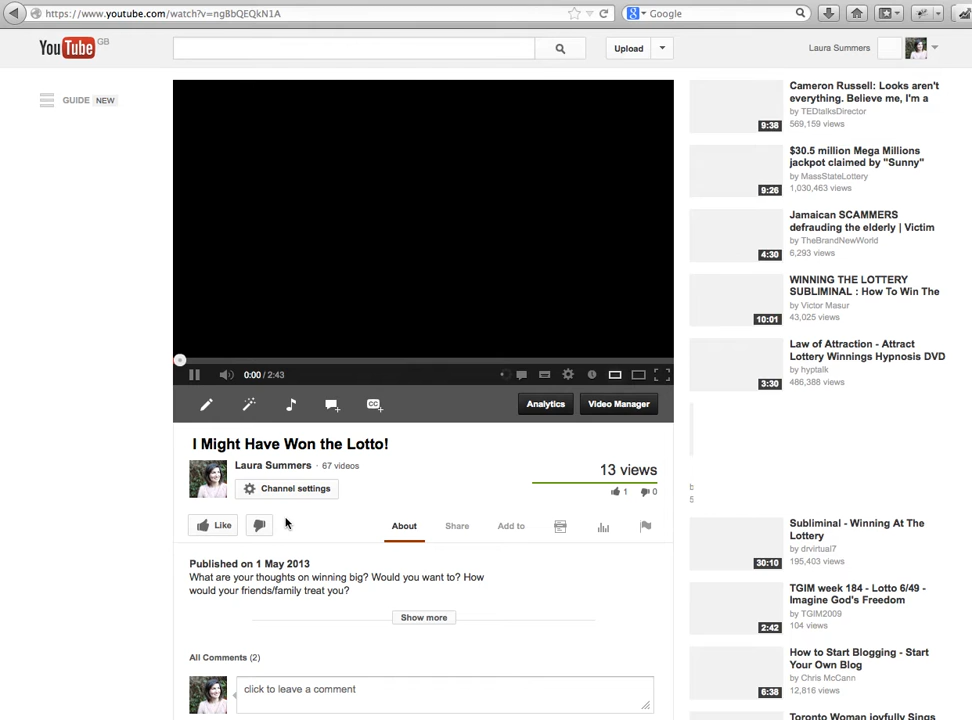 https://www.youtube.com/watch?v=ngBbQEQkN1A
Google
YouTube GB
Upload
Laura Summers
GUIDE NEW
0:00 / 2:43
CC
Analytics
Video Manager
I Might Have Won the Lotto!
Laura Summers · 67 videos
Channel settings
13 views
1 0
Like
About
Share
Add to
Published on 1 May 2013
What are your thoughts on winning big? Would you want to? How
would your friends/family treat you?
Show more
All Comments (2)
click to leave a comment
Cameron Russell: Looks aren't
everything. Believe me, I'm a
by TEDtalksDirector
569,159 views
9:38
$30.5 million Mega Millions
jackpot claimed by "Sunny"
by MassStateLottery
1,030,463 views
9:26
Jamaican SCAMMERS
defrauding the elderly | Victim
by TheBrandNewWorld
6,293 views
4:30
WINNING THE LOTTERY
SUBLIMINAL : How To Win The
by Victor Masur
43,025 views
10:01
Law of Attraction - Attract
Lottery Winnings Hypnosis DVD
by hyptalk
486,388 views
3:30
Subliminal - Winning At The
Lottery
by drvirtual7
195,403 views
30:10
TGIM week 184 - Lotto 6/49 -
Imagine God's Freedom
by TGIM2009
104 views
2:42
How to Start Blogging - Start
Your Own Blog
by Chris McCann
12,816 views
6:38
Toronto Woman joyfully Sings